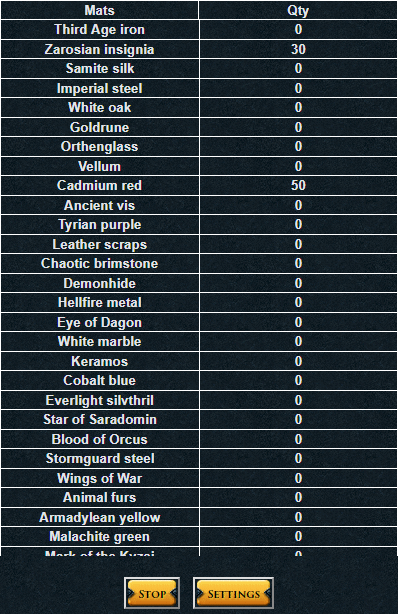 Mats Qty
Third Age iron 0
Zarosian insignia 30
Samite silk 0
Imperial steel 0
White oak 0
Goldrune 0
Orthenglass 0
Vellum 0
Cadmium red 50
Ancient vis 0
Tyrian purple 0
Leather scraps 0
Chaotic brimstone 0
Demonhide 0
Hellfire metal 0
Eye of Dagon 0
White marble 0
Keramos 0
Cobalt blue 0
Everlight silvthril 0
Star of Saradomin 0
Blood of Orcus 0
Stormguard steel 0
Wings of War 0
Animal furs 0
Armadylean yellow 0
Malachite green 0
Mark of the Kyzaj 0
Stop Settings